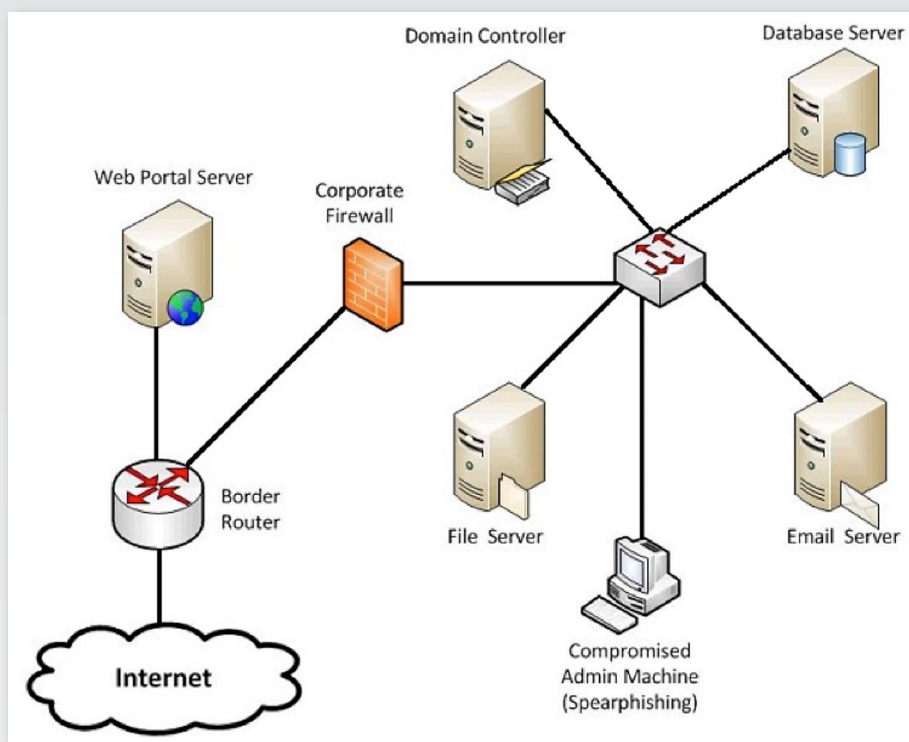 Domain Controller
Database Server
Web Portal Server
Corporate
Firewall
Border
Router
File Server
Email Server
Internet
Compromised
Admin Machine
(Spearphishing)